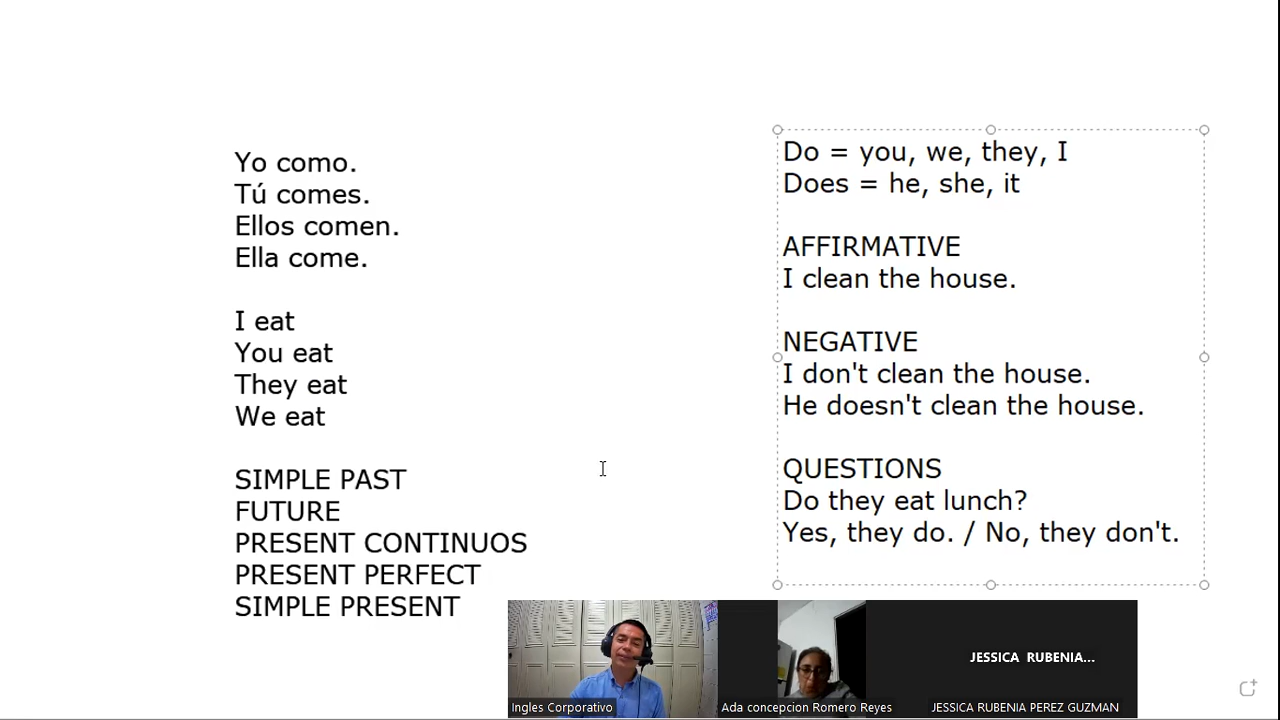 Yo como.
Tú comes.
Ellos comen.
Ella come.
I eat
You eat
They eat
We eat
SIMPLE PAST
FUTURE
PRESENT CONTINUOS
PRESENT PERFECT
SIMPLE PRESENT
Do = you, we, they, I
Does = he, she, it
AFFIRMATIVE
I clean the house.
NEGATIVE
I don't clean the house.
He doesn't clean the house.
QUESTIONS
Do they eat lunch?
Yes, they do. / No, they don't.
JESSICA RUBENIA...
Ingles Corporativo
Ada concepcion Romero Reyes
JESSICA RUBENIA PEREZ GUZMAN